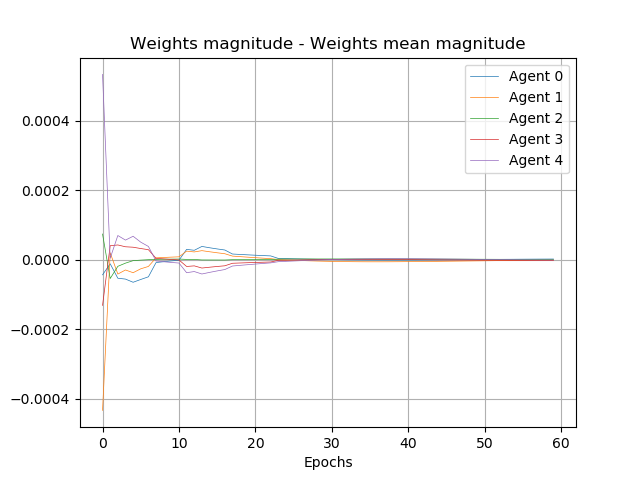 Weights magnitude - Weights mean magnitude
Agent 0
Agent 1
Agent 2
Agent 3
Agent 4
0.0004
0.0002
0.0000
−0.0002
−0.0004
0 10 20 30 40 50 60
Epochs